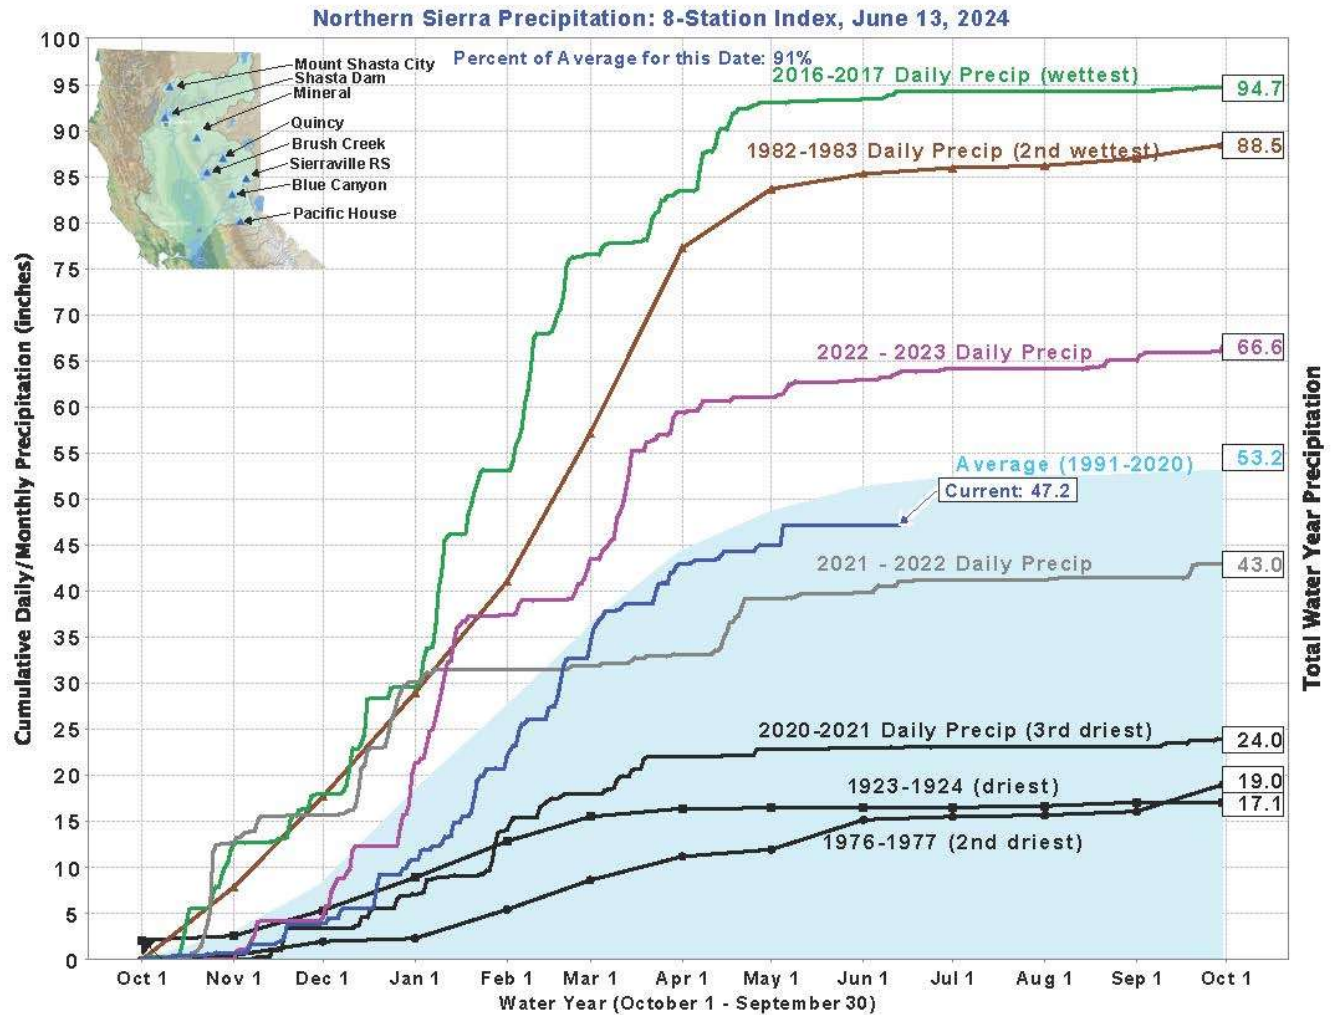 Northern Sierra Precipitation: 8-Station Index, June 13, 2024
Percent of Average for this Date: 91%
Mount Shasta City
Shasta Dam
Mineral
Quincy
Brush Creek
Sierraville RS
Blue Canyon
Pacific House
Cumulative Daily/Monthly Precipitation (inches)
100
95
90
85
80
75
70
65
60
55
50
45
40
35
30
25
20
15
10
5
0
2016-2017 Daily Precip (wettest)
94.7
1982-1983 Daily Precip (2nd wettest)
88.5
2022 - 2023 Daily Precip
66.6
Average (1991-2020)
53.2
Current: 47.2
2021 - 2022 Daily Precip
43.0
2020-2021 Daily Precip (3rd driest)
24.0
1923-1924 (driest)
19.0
17.1
1976-1977 (2nd driest)
Total Water Year Precipitation
Oct 1 Nov 1 Dec 1 Jan 1 Feb 1 Mar 1 Apr 1 May 1 Jun 1 Jul 1 Aug 1 Sep 1 Oct 1
Water Year (October 1 - September 30)